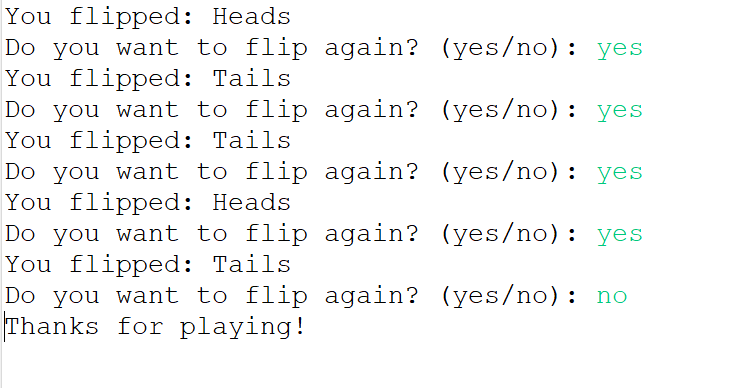 You flipped: Heads
Do you want to flip again? (yes/no): yes
You flipped: Tails
Do you want to flip again? (yes/no): yes
You flipped: Tails
Do you want to flip again? (yes/no): yes
You flipped: Heads
Do you want to flip again? (yes/no): yes
You flipped: Tails
Do you want to flip again? (yes/no): no
Thanks for playing!